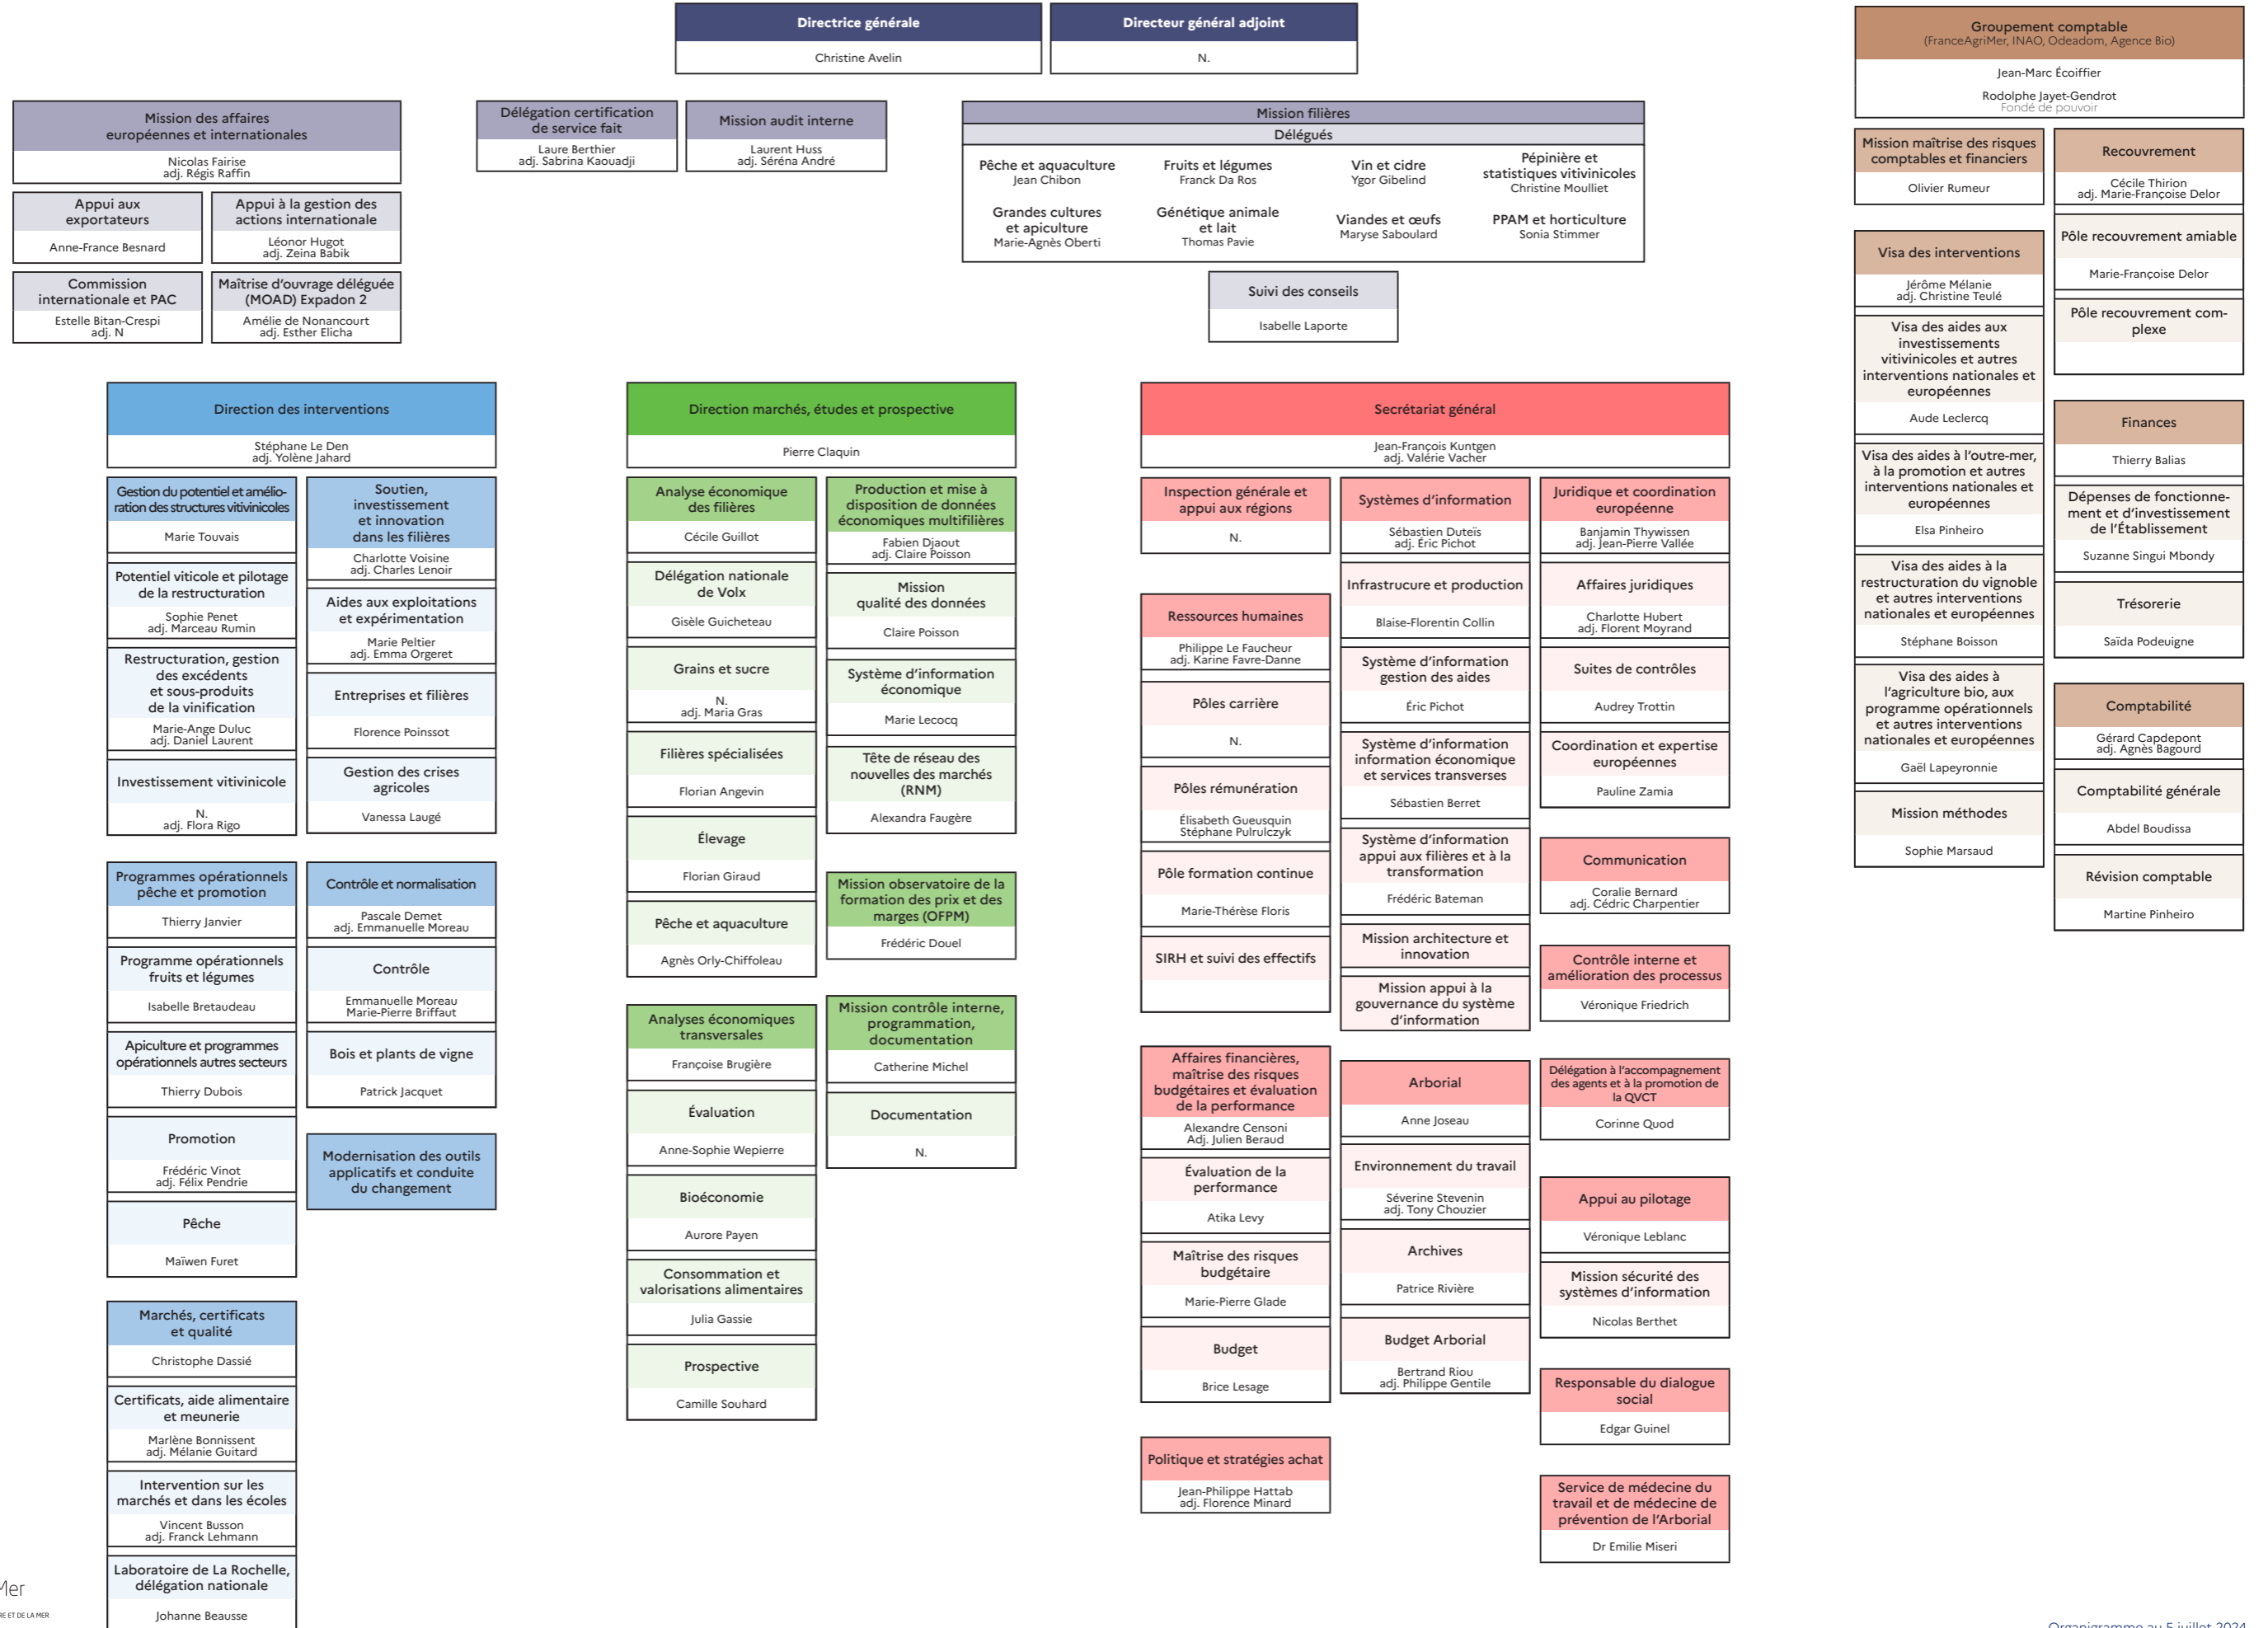 Directrice générale
Christine Avelin
Directeur général adjoint
N.
Groupement comptable
(FranceAgriMer, INAO, Odeadom, Agence Bio)
Jean-Marc Écoiffier
Rodolphe Jayet-Gendrot
Fondé de pouvoir
Mission des affaires
européennes et internationales
Nicolas Fairise
adj. Régis Raffin
Appui aux
exportateurs
Anne-France Besnard
Appui à la gestion des
actions internationale
Léonor Hugot
adj. Zeina Babik
Commission
internationale et PAC
Estelle Bitan-Crespi
adj. N
Maîtrise d'ouvrage déléguée
(MOAD) Expadon 2
Amélie de Nonancourt
adj. Esther Elicha
Délégation certification
de service fait
Laure Berthier
adj. Sabrina Kaouadji
Mission audit interne
Laurent Huss
adj. Séréna André
Mission filières
Délégués
Pêche et aquaculture
Jean Chibon
Fruits et légumes
Franck Da Ros
Vin et cidre
Ygor Gibelind
Pépinière et
statistiques vitivinicoles
Christine Moulliet
Grandes cultures
et apiculture
Marie-Agnès Oberti
Génétique animale
et lait
Thomas Pavie
Viandes et œufs
Maryse Saboulard
PPAM et horticulture
Sonia Stimmer
Suivi des conseils
Isabelle Laporte
Direction des interventions
Stéphane Le Den
adj. Yolène Jahard
Gestion du potentiel et amélio-
ration des structures vitivinicoles
Marie Touvais
Potentiel viticole et pilotage
de la restructuration
Sophie Penet
adj. Marceau Rumin
Restructuration, gestion
des excédents
et sous-produits
de la vinification
Marie-Ange Duluc
adj. Daniel Laurent
Investissement vitivinicole
N.
adj. Flora Rigo
Soutien,
investissement
et innovation
dans les filières
Charlotte Voisine
adj. Charles Lenoir
Aides aux exploitations
et expérimentation
Marie Peltier
adj. Emma Orgeret
Entreprises et filières
Florence Poinssot
Gestion des crises
agricoles
Vanessa Laugé
Programmes opérationnels
pêche et promotion
Thierry Janvier
Programme opérationnels
fruits et légumes
Isabelle Bretaudeau
Apiculture et programmes
opérationnels autres secteurs
Thierry Dubois
Promotion
Frédéric Vinot
adj. Félix Pendrie
Pêche
Maïwen Furet
Contrôle et normalisation
Pascale Demet
adj. Emmanuelle Moreau
Contrôle
Emmanuelle Moreau
Marie-Pierre Briffaut
Bois et plants de vigne
Patrick Jacquet
Modernisation des outils
applicatifs et conduite
du changement
Marchés, certificats
et qualité
Christophe Dassié
Certificats, aide alimentaire
et meunerie
Marlène Bonnissent
adj. Mélanie Guitard
Intervention sur les
marchés et dans les écoles
Vincent Busson
adj. Franck Lehmann
Laboratoire de La Rochelle,
délégation nationale
Johanne Beausse
Direction marchés, études et prospective
Pierre Claquin
Analyse économique
des filières
Cécile Guillot
Délégation nationale
de Volx
Gisèle Guicheteau
Grains et sucre
N.
adj. Maria Gras
Filières spécialisées
Florian Angevin
Élevage
Florian Giraud
Pêche et aquaculture
Agnès Orly-Chiffoleau
Production et mise à
disposition de données
économiques multifilières
Fabien Djaout
adj. Claire Poisson
Mission
qualité des données
Claire Poisson
Système d'information
économique
Marie Lecocq
Tête de réseau des
nouvelles des marchés
(RNM)
Alexandra Faugère
Mission observatoire de la
formation des prix et des
marges (OFPM)
Frédéric Douel
Analyses économiques
transversales
Françoise Brugière
Évaluation
Anne-Sophie Wepierre
Bioéconomie
Aurore Payen
Consommation et
valorisations alimentaires
Julia Gassie
Prospective
Camille Souhard
Mission contrôle interne,
programmation,
documentation
Catherine Michel
Documentation
N.
Secrétariat général
Jean-François Kuntgen
adj. Valérie Vacher
Inspection générale et
appui aux régions
N.
Ressources humaines
Philippe Le Faucheur
adj. Karine Favre-Danne
Pôles carrière
N.
Pôles rémunération
Élisabeth Gueusquin
Stéphane Pulrulczyk
Pôle formation continue
Marie-Thérèse Floris
SIRH et suivi des effectifs
Affaires financières,
maîtrise des risques
budgétaires et évaluation
de la performance
Alexandre Censoni
Adj. Julien Beraud
Évaluation de la
performance
Atika Levy
Maîtrise des risques
budgétaire
Marie-Pierre Glade
Budget
Brice Lesage
Politique et stratégies achat
Jean-Philippe Hattab
adj. Florence Minard
Systèmes d'information
Sébastien Duteïs
adj. Éric Pichot
Infrastrucure et production
Blaise-Florentin Collin
Système d'information
gestion des aides
Éric Pichot
Système d'information
information économique
et services transverses
Sébastien Berret
Système d'information
appui aux filières et à la
transformation
Frédéric Bateman
Mission architecture et
innovation
Mission appui à la
gouvernance du système
d'information
Arborial
Anne Joseau
Environnement du travail
Séverine Stevenin
adj. Tony Chouzier
Archives
Patrice Rivière
Budget Arborial
Bertrand Riou
adj. Philippe Gentile
Juridique et coordination
européenne
Banjamin Thywissen
adj. Jean-Pierre Vallée
Affaires juridiques
Charlotte Hubert
adj. Florent Moyrand
Suites de contrôles
Audrey Trottin
Coordination et expertise
européennes
Pauline Zamia
Communication
Coralie Bernard
adj. Cédric Charpentier
Contrôle interne et
amélioration des processus
Véronique Friedrich
Délégation à l'accompagnement
des agents et à la promotion de
la QVCT
Corinne Quod
Appui au pilotage
Véronique Leblanc
Mission sécurité des
systèmes d'information
Nicolas Berthet
Responsable du dialogue
social
Edgar Guinel
Service de médecine du
travail et de médecine de
prévention de l'Arborial
Dr Emilie Miseri
Mission maîtrise des risques
comptables et financiers
Olivier Rumeur
Visa des interventions
Jérôme Mélanie
adj. Christine Teulé
Visa des aides aux
investissements
vitivinicoles et autres
interventions nationales et
européennes
Aude Leclercq
Visa des aides à l'outre-mer,
à la promotion et autres
interventions nationales et
européennes
Elsa Pinheiro
Visa des aides à la
restructuration du vignoble
et autres interventions
nationales et européennes
Stéphane Boisson
Visa des aides à
l'agriculture bio, aux
programme opérationnels
et autres interventions
nationales et européennes
Gaël Lapeyronnie
Mission méthodes
Sophie Marsaud
Recouvrement
Cécile Thirion
adj. Marie-Françoise Delor
Pôle recouvrement amiable
Marie-Françoise Delor
Pôle recouvrement com-
plexe
Finances
Thierry Balias
Dépenses de fonctionne-
ment et d'investissement
de l'Établissement
Suzanne Singui Mbondy
Trésorerie
Saïda Podeuigne
Comptabilité
Gérard Capdepont
adj. Agnès Bagourd
Comptabilité générale
Abdel Boudissa
Révision comptable
Martine Pinheiro
Mer
RE ET DE LA MER
Organigramme au 5 juillet 2024